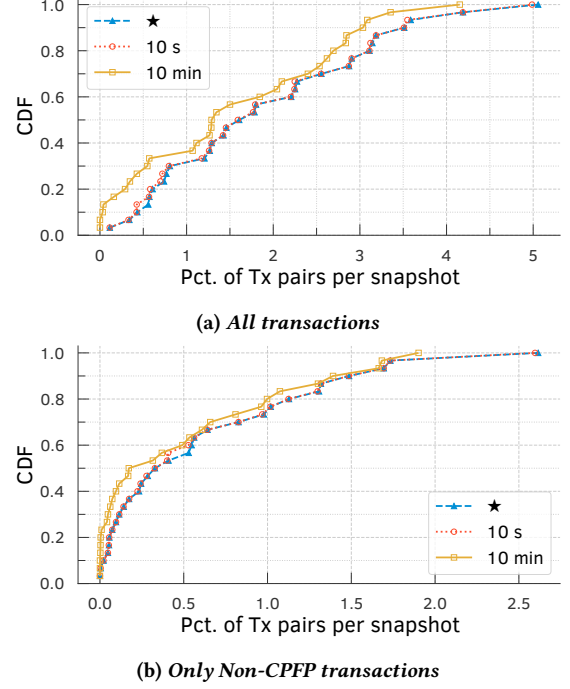 1.0
0.8
0.6
0.4
0.2
0.0
CDF
★
10 s
10 min
0 1 2 3 4 5
Pct. of Tx pairs per snapshot
(a) All transactions
1.0
0.8
0.6
0.4
0.2
0.0
CDF
★
10 s
10 min
0.0 0.5 1.0 1.5 2.0 2.5
Pct. of Tx pairs per snapshot
(b) Only Non-CPFP transactions